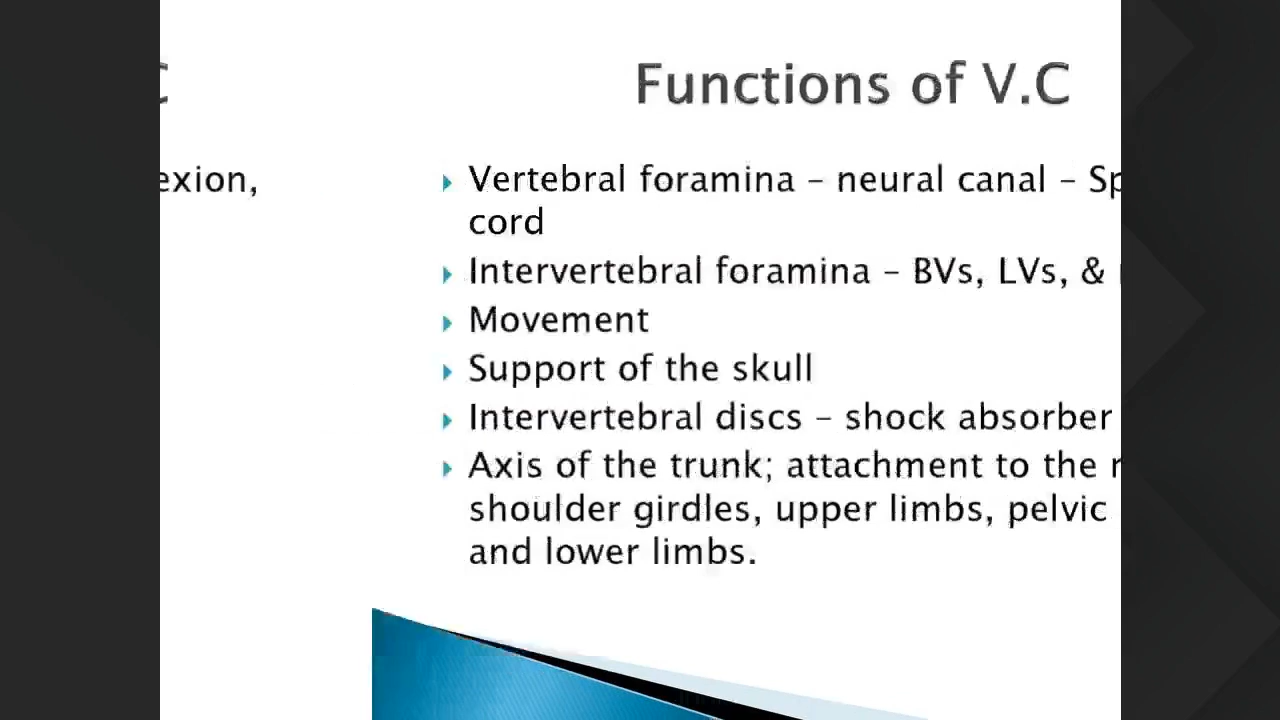 Functions of V.C
exion,
Vertebral foramina – neural canal – Sp
cord
Intervertebral foramina – BVs, LVs, &
Movement
Support of the skull
Intervertebral discs – shock absorber
Axis of the trunk; attachment to the
shoulder girdles, upper limbs, pelvic
and lower limbs.